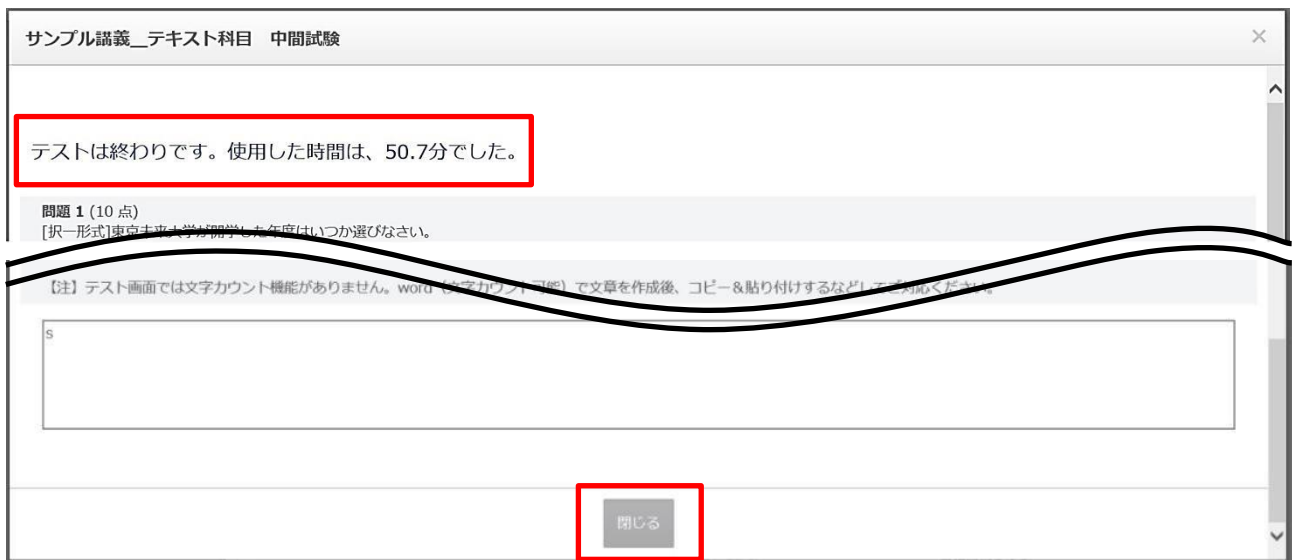 サンプル講義__テキスト科目　中間試験
×
テストは終わりです。使用した時間は、50.7分でした。
問題 1 (10 点)
[択一形式]東京未来大学が開学した年度はいつか選びなさい。
【注】テスト画面では文字カウント機能がありません。word（文字カウント可能）で文章を作成後、コピー＆貼り付けするなどしてご対応ください。
s
閉じる